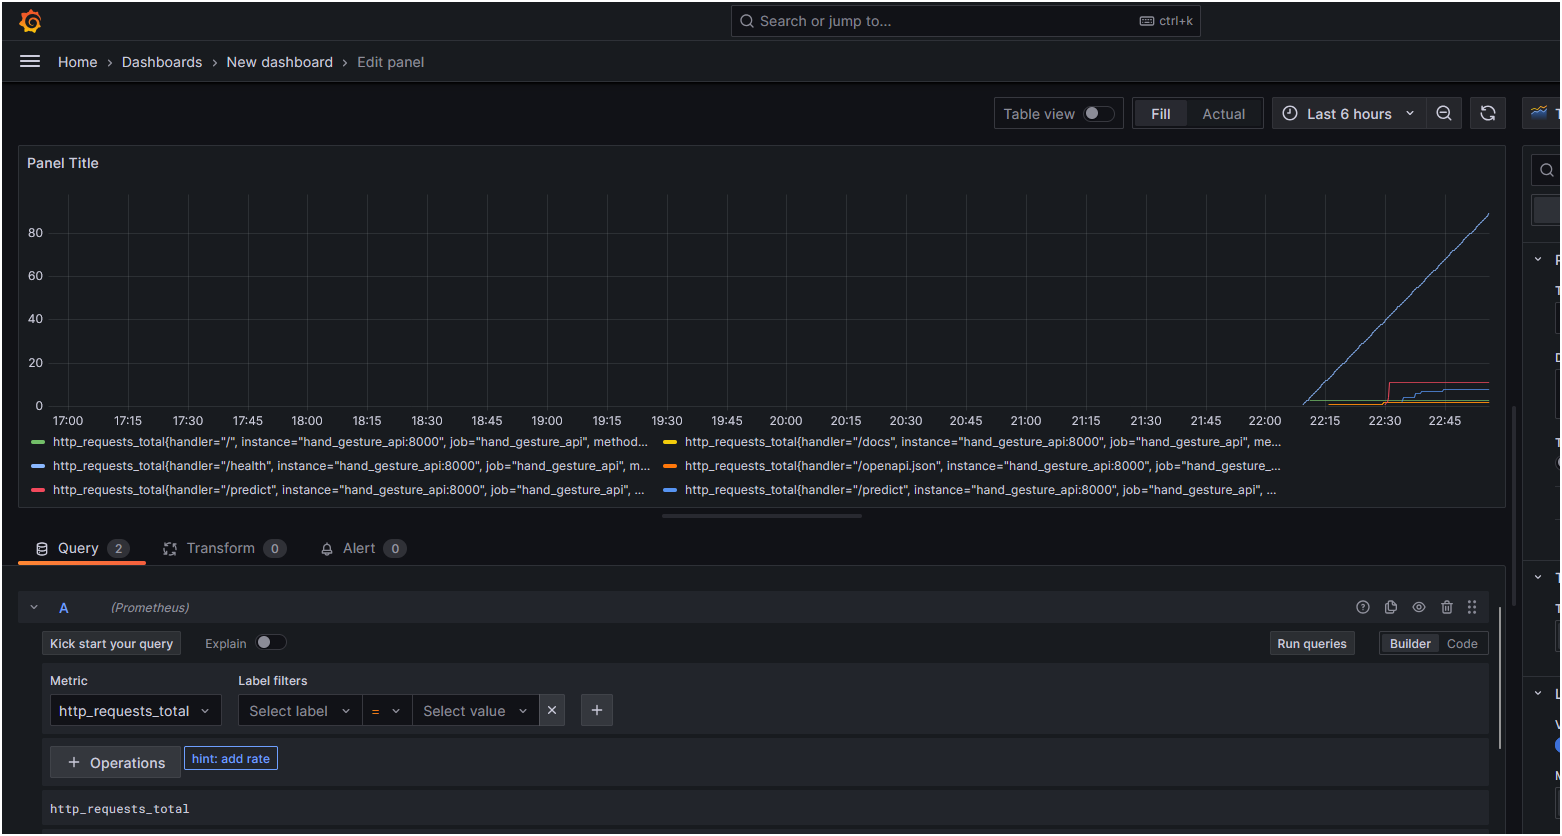 Search or jump to... ctrl+k
Home › Dashboards › New dashboard › Edit panel
Table view Fill Actual Last 6 hours
Panel Title
80
60
40
20
0
17:00 17:15 17:30 17:45 18:00 18:15 18:30 18:45 19:00 19:15 19:30 19:45 20:00 20:15 20:30 20:45 21:00 21:15 21:30 21:45 22:00 22:15 22:30 22:45
http_requests_total{handler="/", instance="hand_gesture_api:8000", job="hand_gesture_api", method... http_requests_total{handler="/docs", instance="hand_gesture_api:8000", job="hand_gesture_api", me...
http_requests_total{handler="/health", instance="hand_gesture_api:8000", job="hand_gesture_api", m... http_requests_total{handler="/openapi.json", instance="hand_gesture_api:8000", job="hand_gesture_...
http_requests_total{handler="/predict", instance="hand_gesture_api:8000", job="hand_gesture_api", ... http_requests_total{handler="/predict", instance="hand_gesture_api:8000", job="hand_gesture_api", ...
Query 2 Transform 0 Alert 0
A (Prometheus)
Kick start your query Explain Run queries Builder Code
Metric Label filters
http_requests_total Select label = Select value
+ Operations hint: add rate
http_requests_total